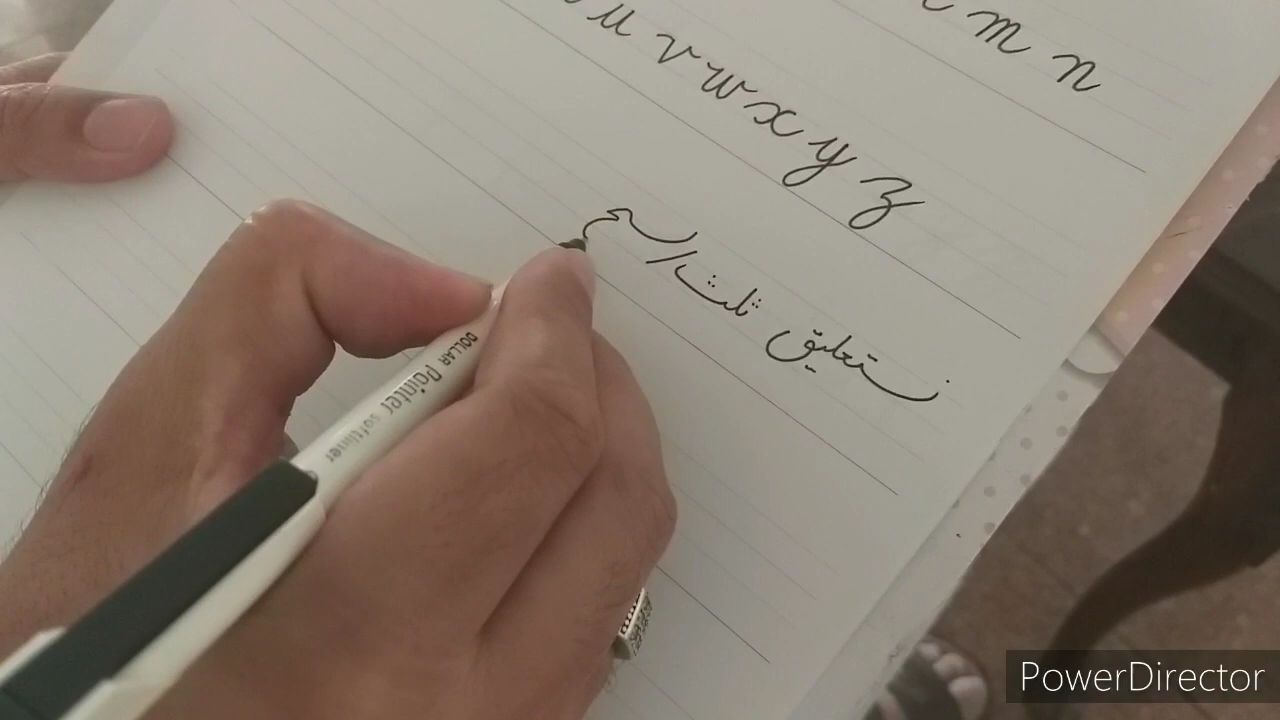 m n
u v w x y z
نستعلیق ثلث
DOLLAR Pointer softliner
PowerDirector